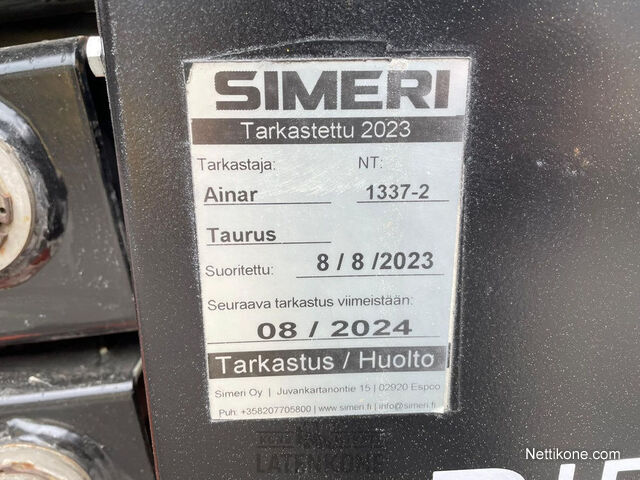 SIMERI
Tarkastettu 2023
Tarkastaja: NT:
Ainar 1337-2
Taurus
Suoritettu: 8 / 8 /2023
Seuraava tarkastus viimeistään:
08 / 2024
Tarkastus / Huolto
Simeri Oy | Juvankartanontie 15 | 02920 Espoo
Puh: +358207705800 | www.simeri.fi | info@simeri.fi
LATENKONE
Nettikone.com